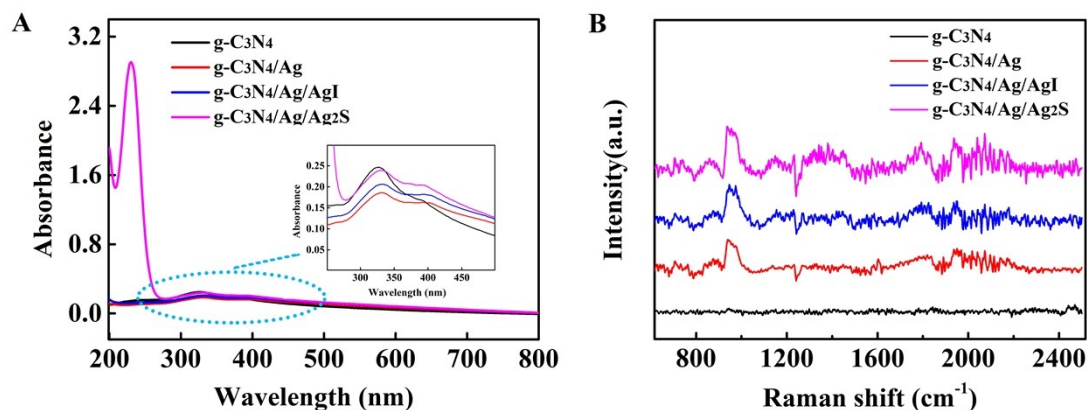 A
3.2
2.4
1.6
0.8
0.0
Absorbance
g-C3N4
g-C3N4/Ag
g-C3N4/Ag/AgI
g-C3N4/Ag/Ag2S
0.25
0.20
0.15
0.10
0.05
Absorbance
300 350 400 450
Wavelength (nm)
200 300 400 500 600 700 800
Wavelength (nm)
B
g-C3N4
g-C3N4/Ag
g-C3N4/Ag/AgI
g-C3N4/Ag/Ag2S
Intensity(a.u.)
800 1200 1600 2000 2400
Raman shift (cm-1)